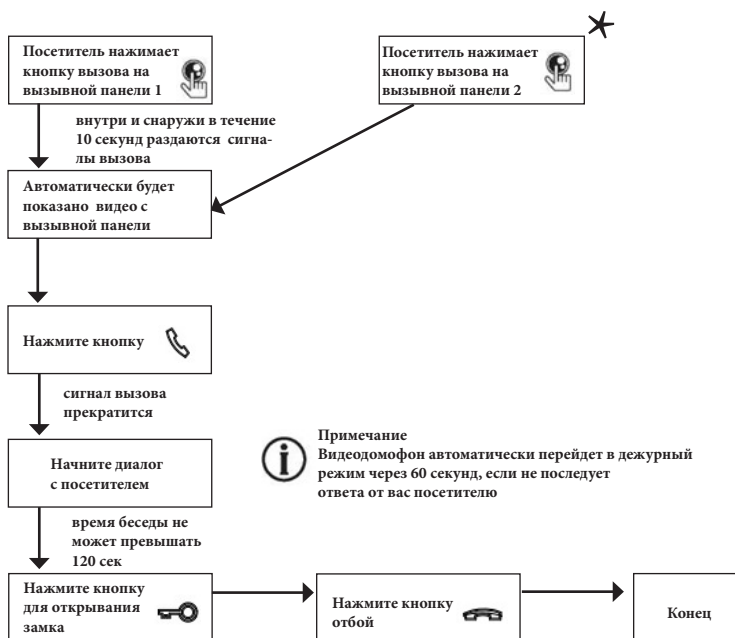 Посетитель нажимает
кнопку вызова на
вызывной панели 1
Посетитель нажимает
кнопку вызова на
вызывной панели 2
внутри и снаружи в течение
10 секунд раздаются сигна-
лы вызова
Автоматически будет
показано видео с
вызывной панели
Нажмите кнопку
сигнал вызова
прекратится
Примечание
Видеодомофон автоматически перейдет в дежурный
режим через 60 секунд, если не последует
ответа от вас посетителю
Начните диалог
с посетителем
время беседы не
может превышать
120 сек
Нажмите кнопку
для открывания
замка
Нажмите кнопку
отбой
Конец